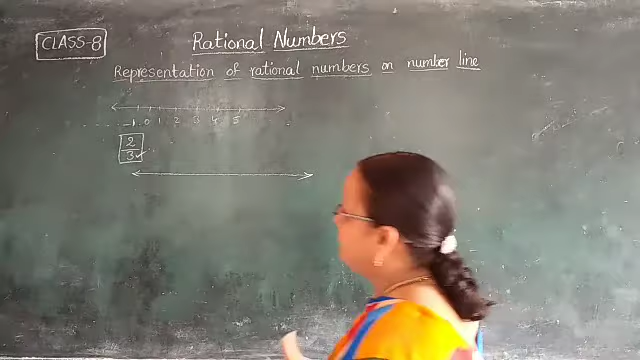 CLASS-8
Rational Numbers
Representation of rational numbers on number line
-1 0 1 2 3 4 5
2
3